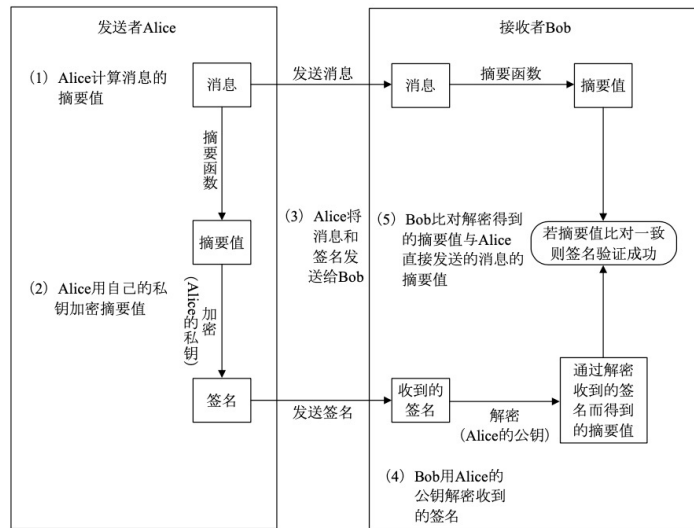 发送者Alice
接收者Bob
（1）Alice计算消息的
摘要值
消息
发送消息
消息
摘要函数
摘要值
摘要函数
（3）Alice将
消息和
签名发
送给Bob
（5）Bob比对解密得到
的摘要值与Alice
直接发送的消息的
摘要值
若摘要值比对一致
则签名验证成功
摘要值
（2）Alice用自己的私
钥加密摘要值
加密
(Alice的私钥)
签名
发送签名
收到的
签名
解密
(Alice的公钥)
通过解密
收到的签
名而得到
的摘要值
（4）Bob用Alice的
公钥解密收到
的签名